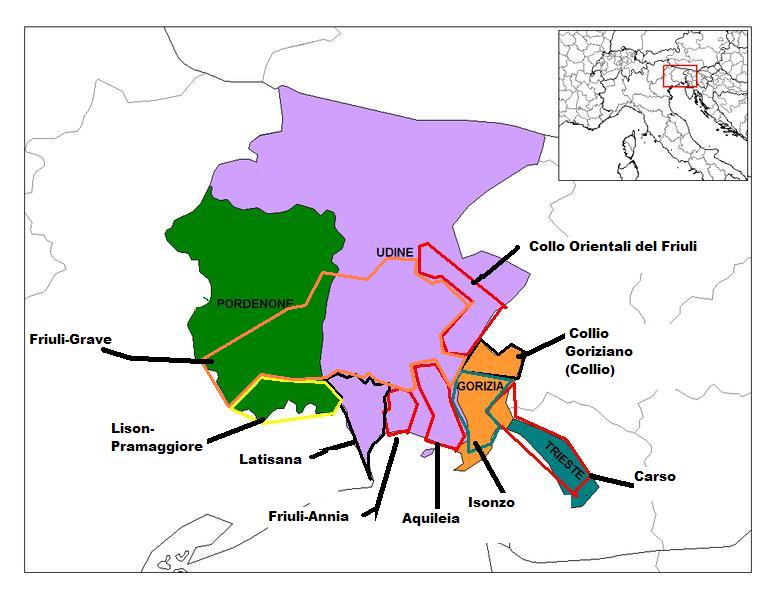 UDINE
Collo Orientali del Friuli
PORDENONE
Friuli-Grave
Collio
Goriziano
(Collio)
GORIZIA
Lison-
Pramaggiore
Latisana
TRIESTE
Carso
Isonzo
Friuli-Annia
Aquileia